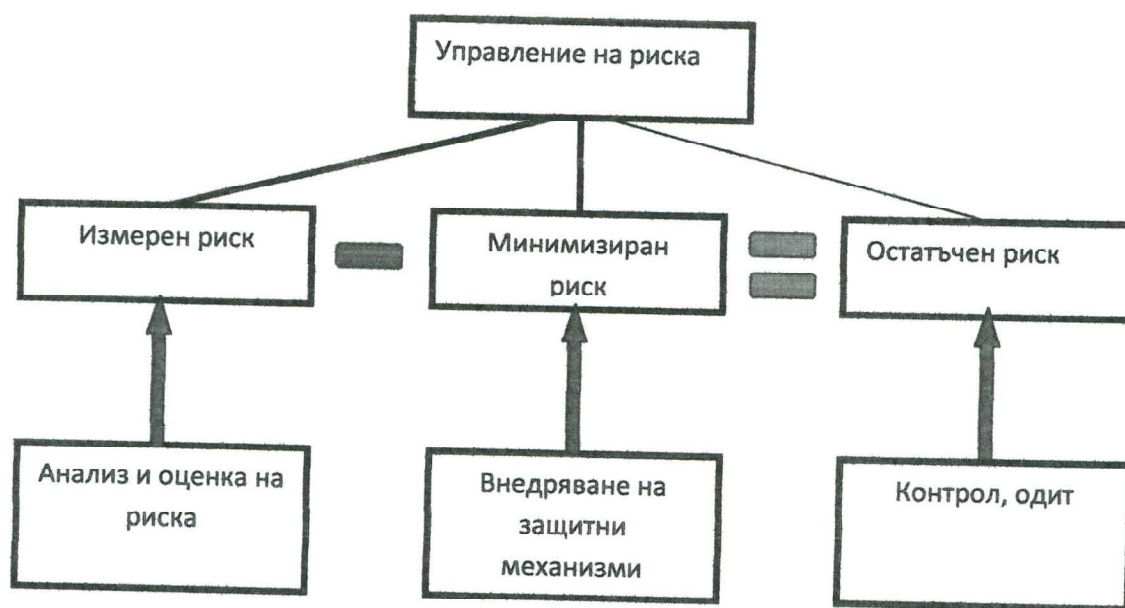 Управление на риска
Измерен риск
Минимизиран
риск
Остатъчен риск
Анализ и оценка на
риска
Внедряване на
защитни
механизми
Контрол, одит